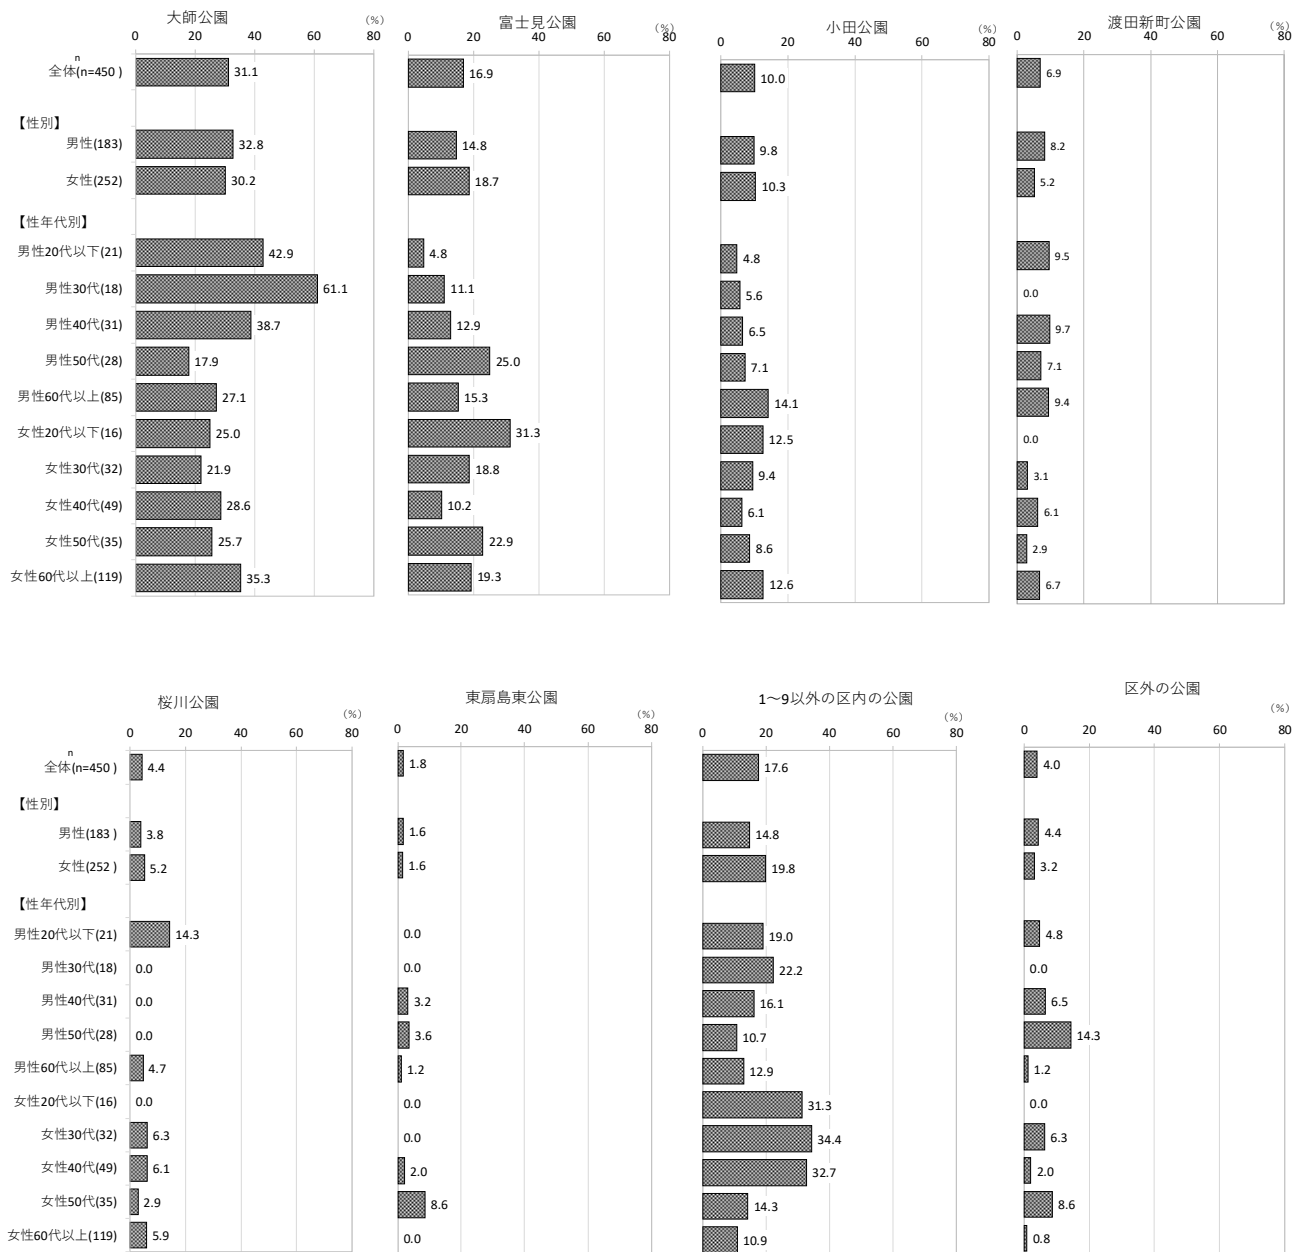 大師公園
(%)
0 20 40 60 80
富士見公園
(%)
0 20 40 60 80
小田公園
(%)
0 20 40 60 80
渡田新町公園
(%)
0 20 40 60 80
n
全体(n=450 ) 31.1 16.9 10.0 6.9
【性別】
男性(183) 32.8 14.8 9.8 8.2
女性(252) 30.2 18.7 10.3 5.2
【性年代別】
男性20代以下(21) 42.9 4.8 4.8 9.5
男性30代(18) 61.1 11.1 5.6 0.0
男性40代(31) 38.7 12.9 6.5 9.7
男性50代(28) 17.9 25.0 7.1 7.1
男性60代以上(85) 27.1 15.3 14.1 9.4
女性20代以下(16) 25.0 31.3 12.5 0.0
女性30代(32) 21.9 18.8 9.4 3.1
女性40代(49) 28.6 10.2 6.1 6.1
女性50代(35) 25.7 22.9 8.6 2.9
女性60代以上(119) 35.3 19.3 12.6 6.7
桜川公園
(%)
0 20 40 60 80
東扇島東公園
(%)
0 20 40 60 80
1～9以外の区内の公園
(%)
0 20 40 60 80
区外の公園
(%)
0 20 40 60 80
n
全体(n=450 ) 4.4 1.8 17.6 4.0
【性別】
男性(183 ) 3.8 1.6 14.8 4.4
女性(252 ) 5.2 1.6 19.8 3.2
【性年代別】
男性20代以下(21) 14.3 0.0 19.0 4.8
男性30代(18) 0.0 0.0 22.2 0.0
男性40代(31) 0.0 3.2 16.1 6.5
男性50代(28) 0.0 3.6 10.7 14.3
男性60代以上(85) 4.7 1.2 12.9 1.2
女性20代以下(16) 0.0 0.0 31.3 0.0
女性30代(32) 6.3 0.0 34.4 6.3
女性40代(49) 6.1 2.0 32.7 2.0
女性50代(35) 2.9 8.6 14.3 8.6
女性60代以上(119) 5.9 0.0 10.9 0.8